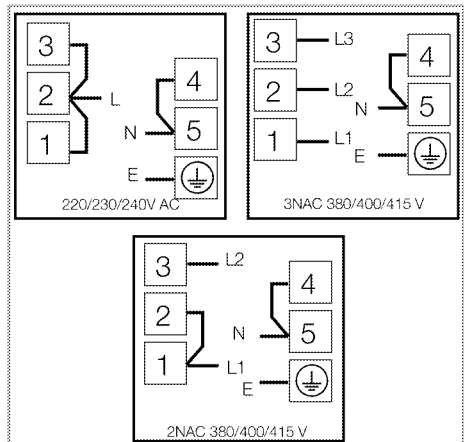 3
2 L 4
1 N 5
E
220/230/240V AC
3 L3 4
2 L2 N 5
1 L1 E
3NAC 380/400/415 V
3 L2 4
2 N 5
1 L1
E
2NAC 380/400/415 V